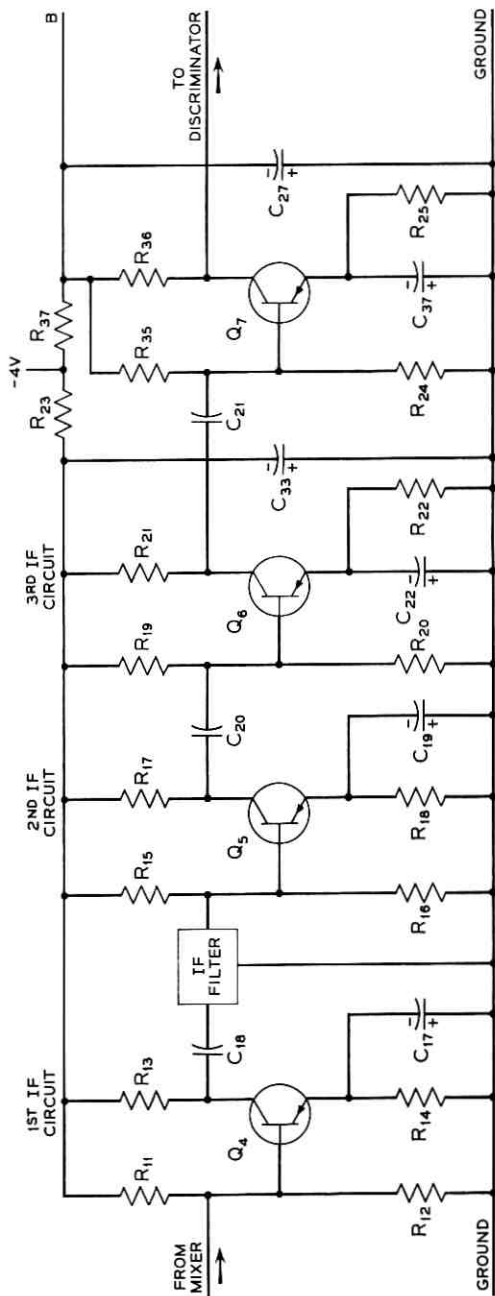 1ST IF
CIRCUIT
2ND IF
CIRCUIT
3RD IF
CIRCUIT
-4V
B
R23
R37
R11
R13
R15
R17
R19
R21
R35
R36
FROM
MIXER
C18
IF
FILTER
C20
C21
TO
DISCRIMINATOR
Q4
Q5
Q6
Q7
- C33 +
- C27 +
R12
R14
- C17 +
R16
R18
- C19 +
R20
- C22 +
R22
R24
- C37 +
R25
GROUND
GROUND